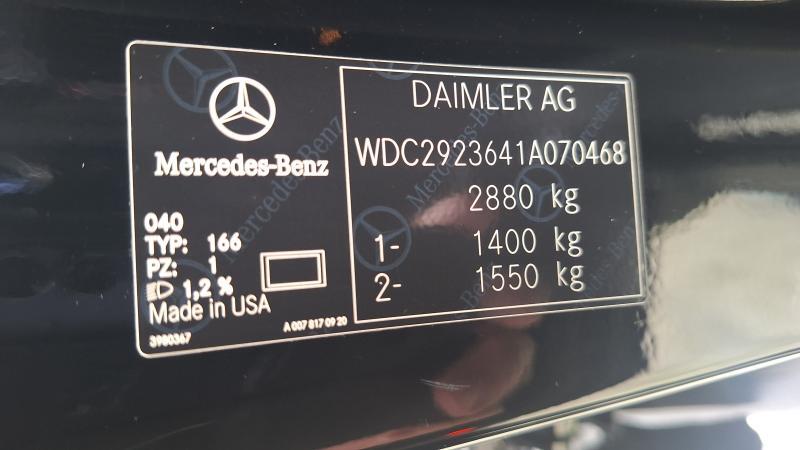 Mercedes-Benz
040
TYP: 166
PZ: 1
1,2 %
Made in USA
3980367
A 007 817 09 20
DAIMLER AG
WDC2923641A070468
2880 kg
1- 1400 kg
2- 1550 kg